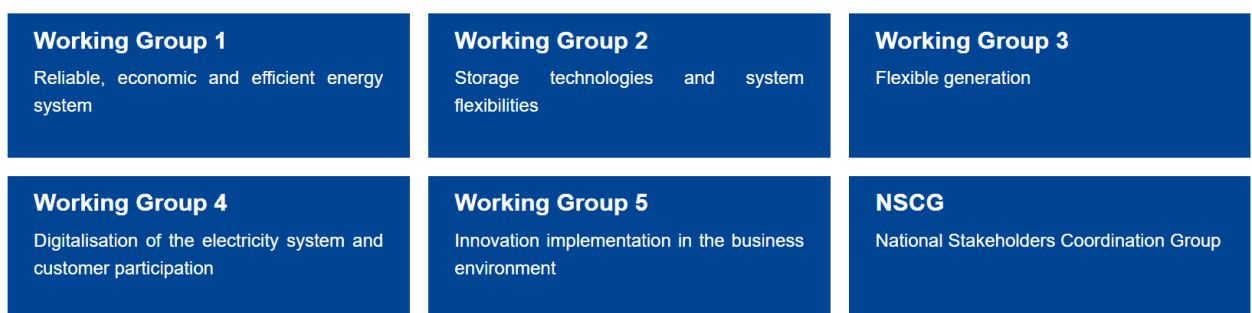 Working Group 1
Reliable, economic and efficient energy
system
Working Group 2
Storage technologies and system
flexibilities
Working Group 3
Flexible generation
Working Group 4
Digitalisation of the electricity system and
customer participation
Working Group 5
Innovation implementation in the business
environment
NSCG
National Stakeholders Coordination Group